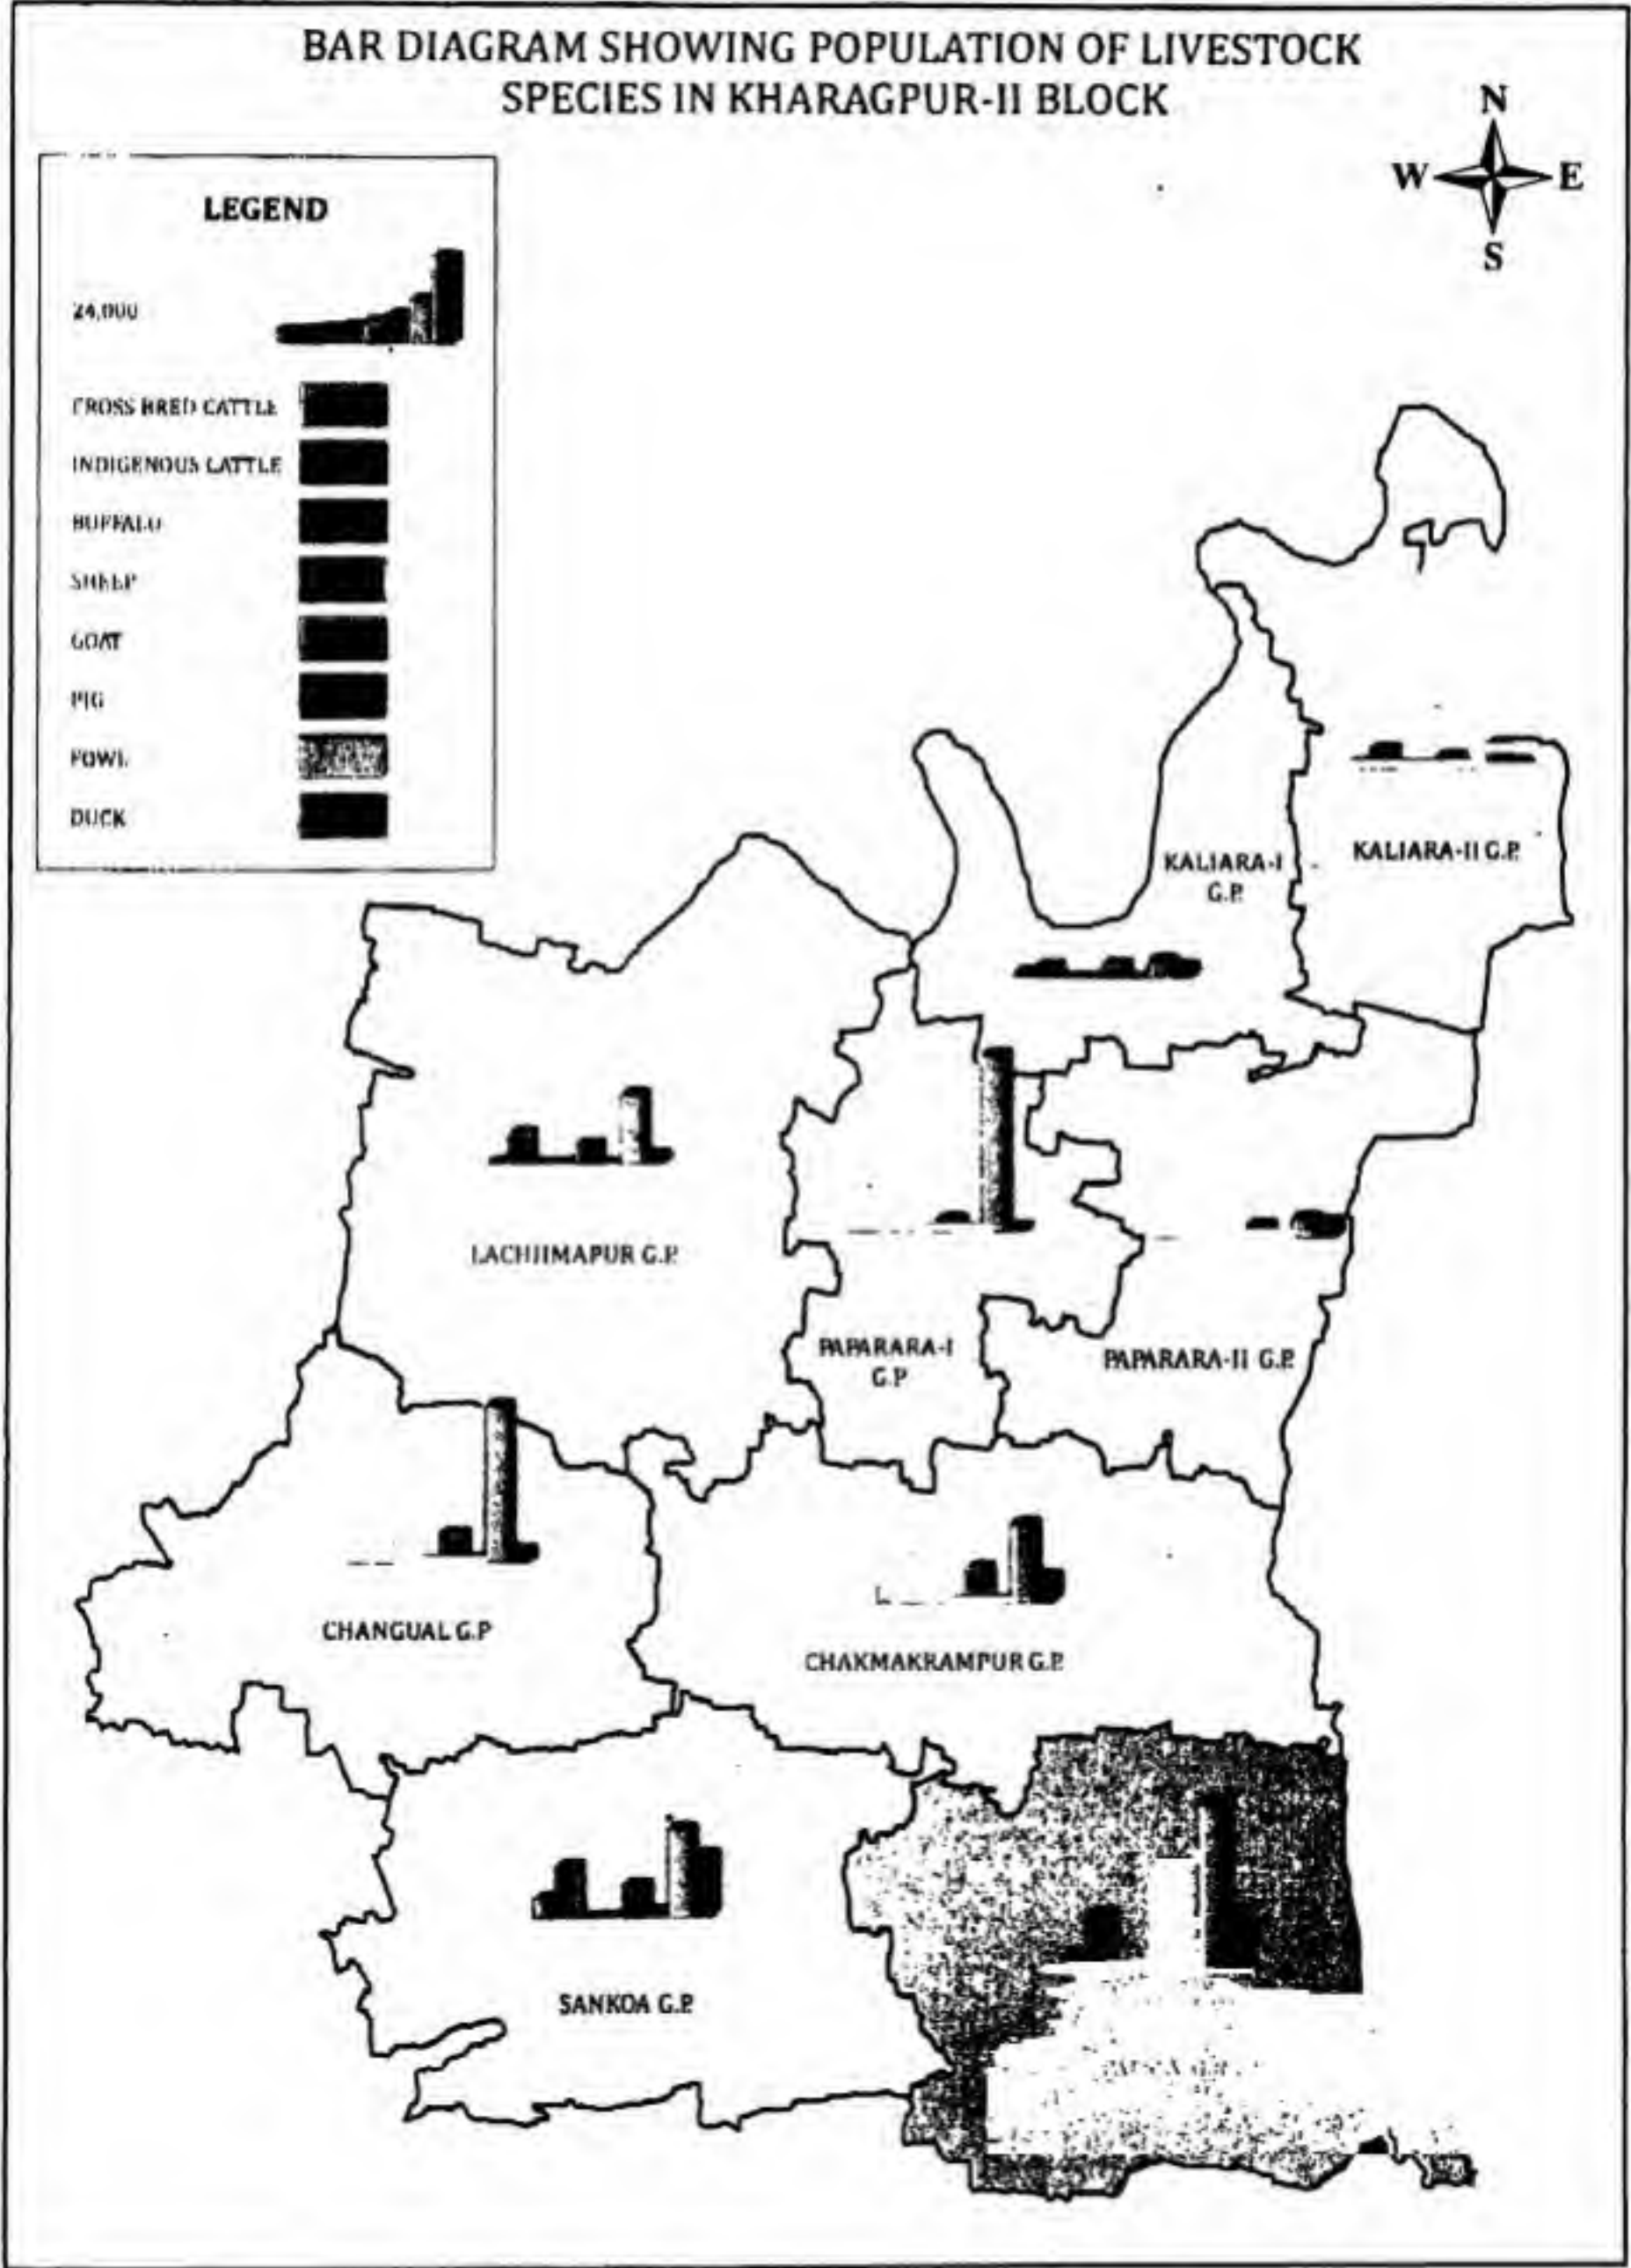 BAR DIAGRAM SHOWING POPULATION OF LIVESTOCK
SPECIES IN KHARAGPUR-II BLOCK
N
W E
S
LEGEND
24,000
CROSS BRED CATTLE
INDIGENOUS CATTLE
BUFFALO
SHEEP
GOAT
PIG
FOWL
DUCK
KALIARA-I
G.P.
KALIARA-II G.P.
LACHHMAPUR G.P.
PAPARARA-I
G.P
PAPARARA-II G.P.
CHANGUAL G.P
CHAKMAKRAMPUR G.P.
SANKOA G.P.